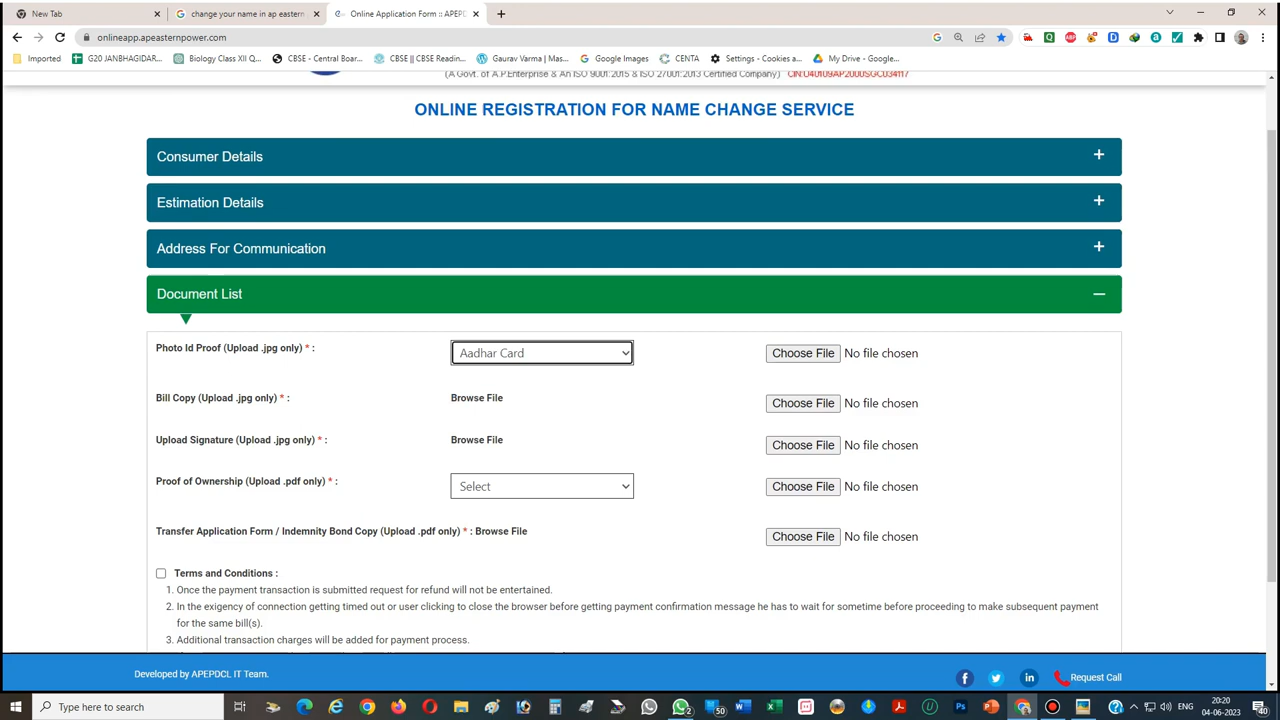 New Tab
change your name in ap eastern
Online Application Form :: APEPD
onlineapp.apeasternpower.com
Imported
G20 JANBHAGIDAR...
Biology Class XII Q...
CBSE - Central Boar...
CBSE || CBSE Readin...
Gaurav Varma | Mas...
Google Images
CENTA
Settings - Cookies a...
My Drive - Google...
(A Govt. of A.P.Enterprise & An ISO 9001:2015 & ISO 27001:2013 Certified Company)
CIN:U40109AP2000SGC034117
ONLINE REGISTRATION FOR NAME CHANGE SERVICE
Consumer Details +
Estimation Details +
Address For Communication +
Document List —
Photo Id Proof (Upload .jpg only) * : Aadhar Card Choose File No file chosen
Bill Copy (Upload .jpg only) * : Browse File Choose File No file chosen
Upload Signature (Upload .jpg only) * : Browse File Choose File No file chosen
Proof of Ownership (Upload .pdf only) * : Select Choose File No file chosen
Transfer Application Form / Indemnity Bond Copy (Upload .pdf only) * : Browse File Choose File No file chosen
Terms and Conditions :
1. Once the payment transaction is submitted request for refund will not be entertained.
2. In the exigency of connection getting timed out or user clicking to close the browser before getting payment confirmation message he has to wait for sometime before proceeding to make subsequent payment
for the same bill(s).
3. Additional transaction charges will be added for payment process.
Developed by APEPDCL IT Team.
Request Call
Type here to search
ENG
20:20
04-06-2023